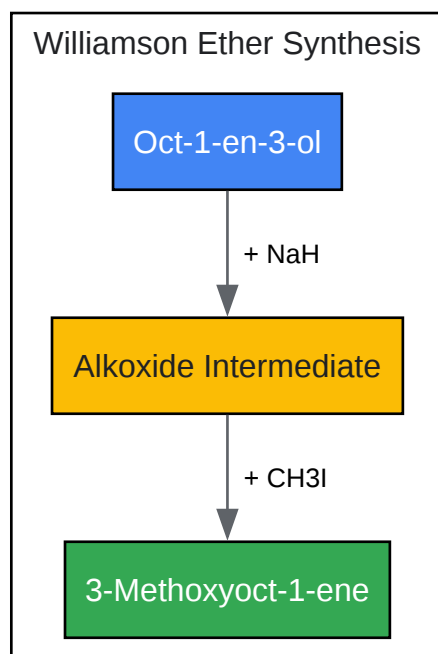 Williamson Ether Synthesis
Oct-1-en-3-ol
+ NaH
Alkoxide Intermediate
+ CH3I
3-Methoxyoct-1-ene